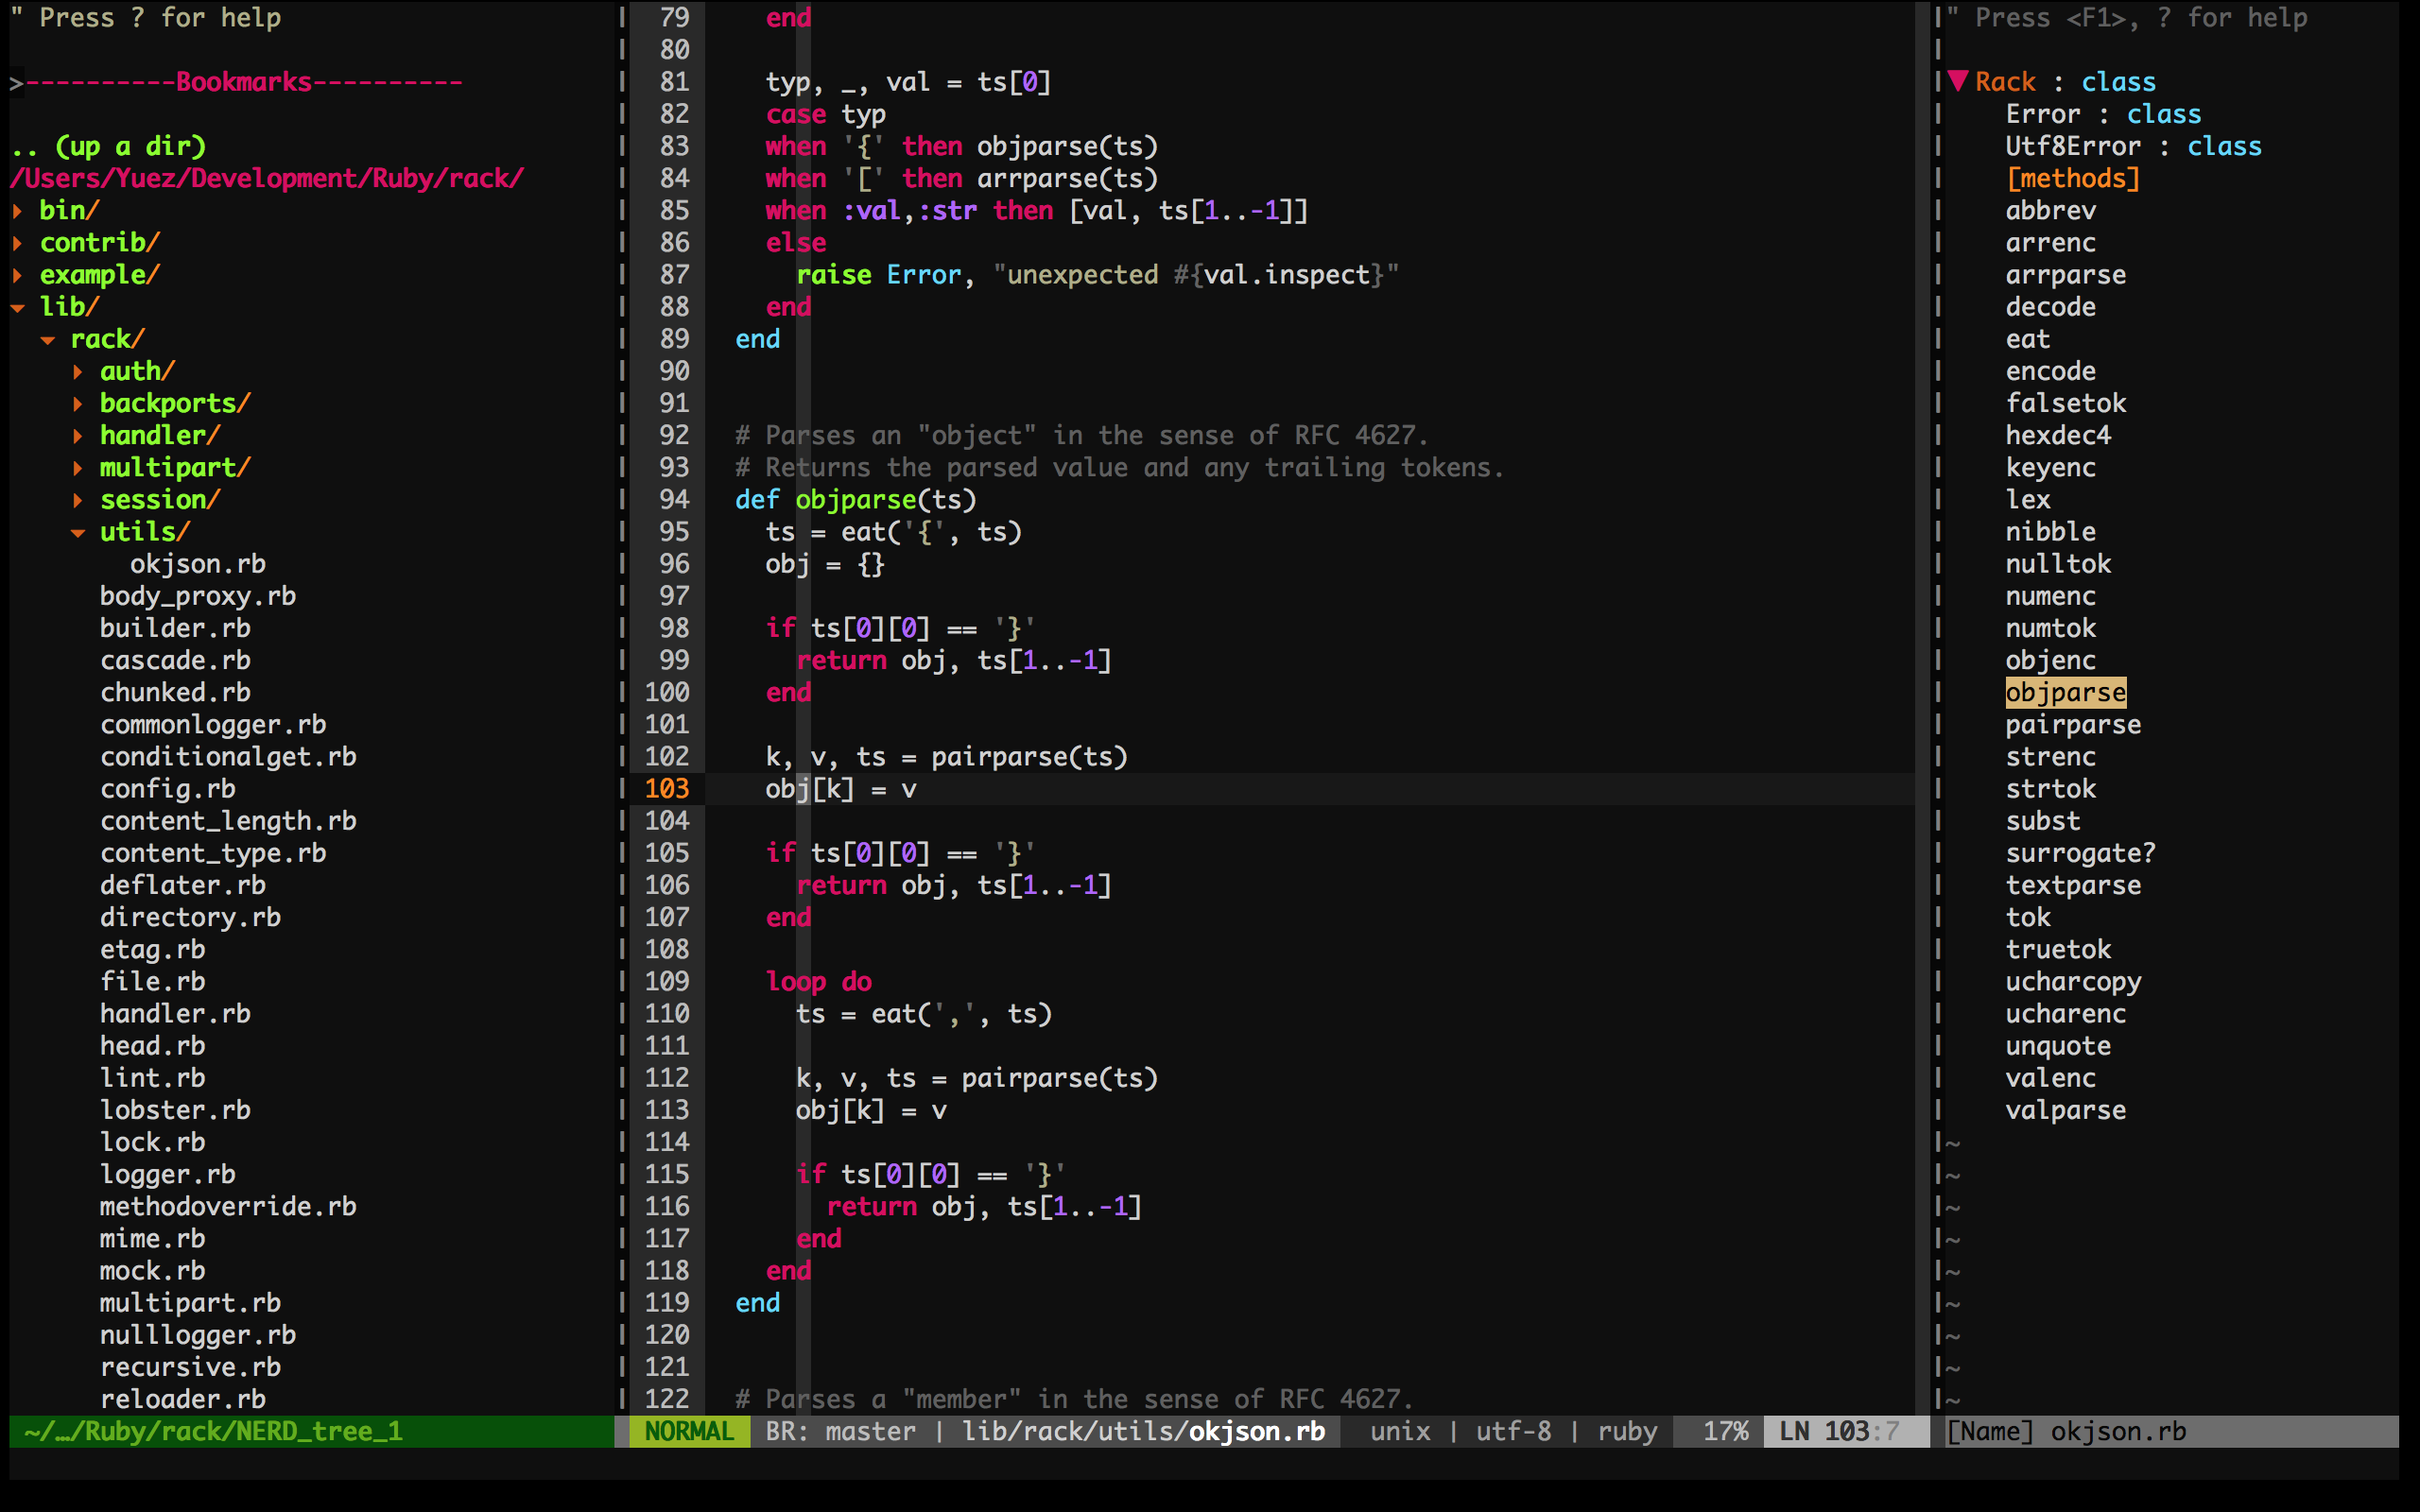 " Press ? for help
>----------Bookmarks----------
.. (up a dir)
/Users/Yuez/Development/Ruby/rack/
▸ bin/
▸ contrib/
▸ example/
▾ lib/
  ▾ rack/
    ▸ auth/
    ▸ backports/
    ▸ handler/
    ▸ multipart/
    ▸ session/
    ▾ utils/
        okjson.rb
      body_proxy.rb
      builder.rb
      cascade.rb
      chunked.rb
      commonlogger.rb
      conditionalget.rb
      config.rb
      content_length.rb
      content_type.rb
      deflater.rb
      directory.rb
      etag.rb
      file.rb
      handler.rb
      head.rb
      lint.rb
      lobster.rb
      lock.rb
      logger.rb
      methodoverride.rb
      mime.rb
      mock.rb
      multipart.rb
      nulllogger.rb
      recursive.rb
      reloader.rb
~/…/Ruby/rack/NERD_tree_1
79     end
80
81     typ, _, val = ts[0]
82     case typ
83     when '{' then objparse(ts)
84     when '[' then arrparse(ts)
85     when :val,:str then [val, ts[1..-1]]
86     else
87       raise Error, "unexpected #{val.inspect}"
88     end
89   end
90
91
92   # Parses an "object" in the sense of RFC 4627.
93   # Returns the parsed value and any trailing tokens.
94   def objparse(ts)
95     ts = eat('{', ts)
96     obj = {}
97
98     if ts[0][0] == '}'
99       return obj, ts[1..-1]
100     end
101
102     k, v, ts = pairparse(ts)
103     obj[k] = v
104
105     if ts[0][0] == '}'
106       return obj, ts[1..-1]
107     end
108
109     loop do
110       ts = eat(',', ts)
111
112       k, v, ts = pairparse(ts)
113       obj[k] = v
114
115       if ts[0][0] == '}'
116         return obj, ts[1..-1]
117       end
118     end
119   end
120
121
122   # Parses a "member" in the sense of RFC 4627.
NORMAL BR: master | lib/rack/utils/okjson.rb unix | utf-8 | ruby 17% LN 103:7
" Press <F1>, ? for help
▼ Rack : class
    Error : class
    Utf8Error : class
    [methods]
    abbrev
    arrenc
    arrparse
    decode
    eat
    encode
    falsetok
    hexdec4
    keyenc
    lex
    nibble
    nulltok
    numenc
    numtok
    objenc
    objparse
    pairparse
    strenc
    strtok
    subst
    surrogate?
    textparse
    tok
    truetok
    ucharcopy
    ucharenc
    unquote
    valenc
    valparse
~
~
~
~
~
~
~
~
~
[Name] okjson.rb